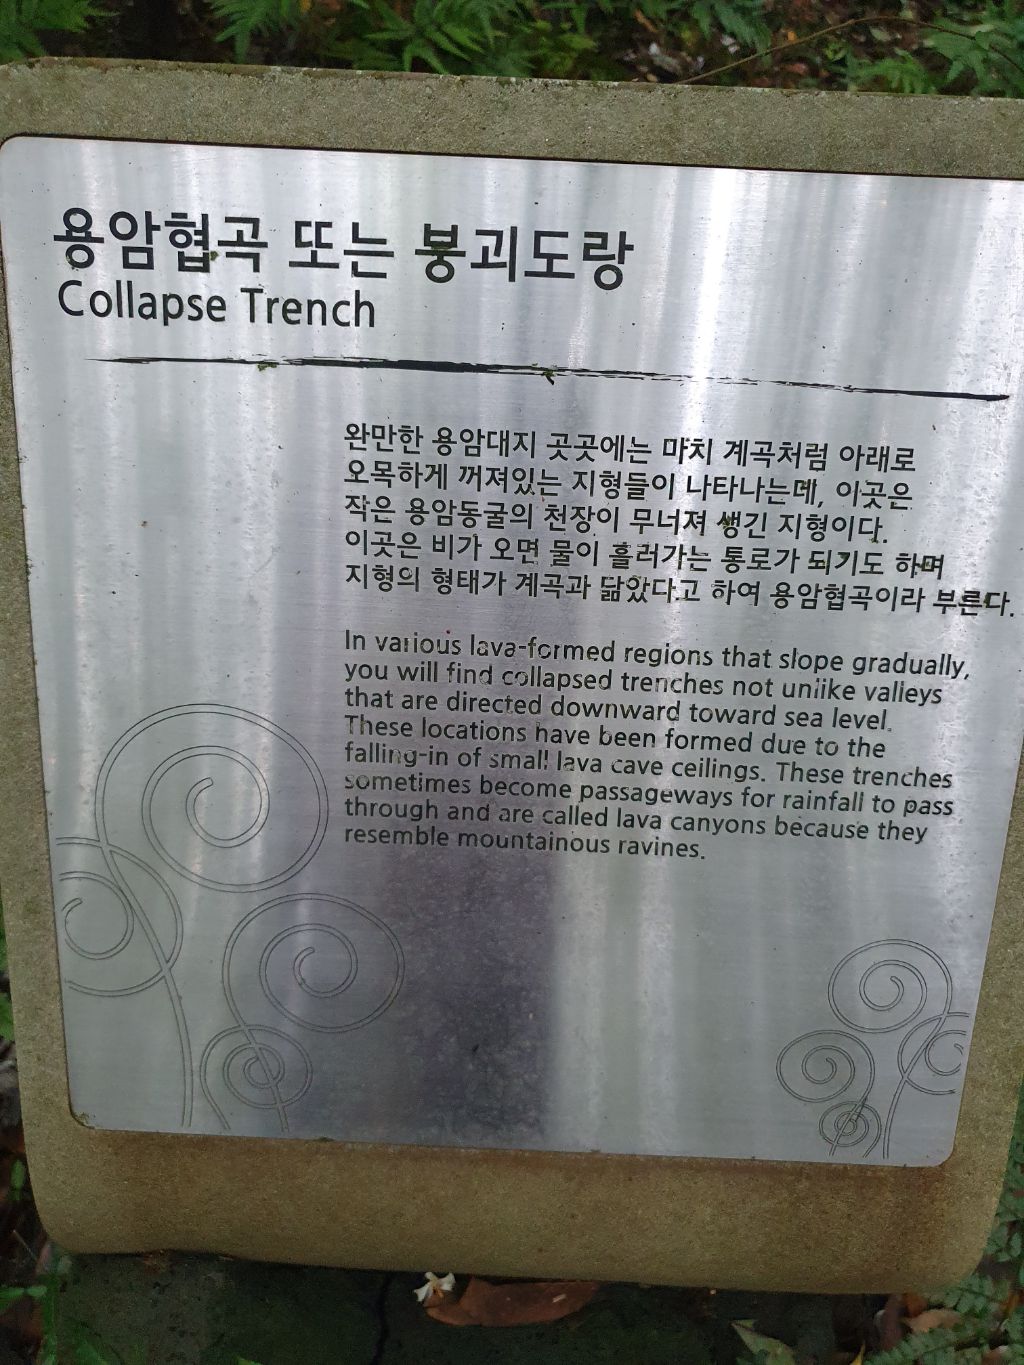 용암협곡 또는 붕괴도랑
Collapse Trench
완만한 용암대지 곳곳에는 마치 계곡처럼 아래로
오목하게 꺼져있는 지형들이 나타나는데, 이곳은
작은 용암동굴의 천장이 무너져 생긴 지형이다.
이곳은 비가 오면 물이 흘러가는 통로가 되기도 하며
지형의 형태가 계곡과 닮았다고 하여 용암협곡이라 부른다.
In various lava-formed regions that slope gradually,
you will find collapsed trenches not unlike valleys
that are directed downward toward sea level.
These locations have been formed due to the
falling-in of small lava cave ceilings. These trenches
sometimes become passageways for rainfall to pass
through and are called lava canyons because they
resemble mountainous ravines.